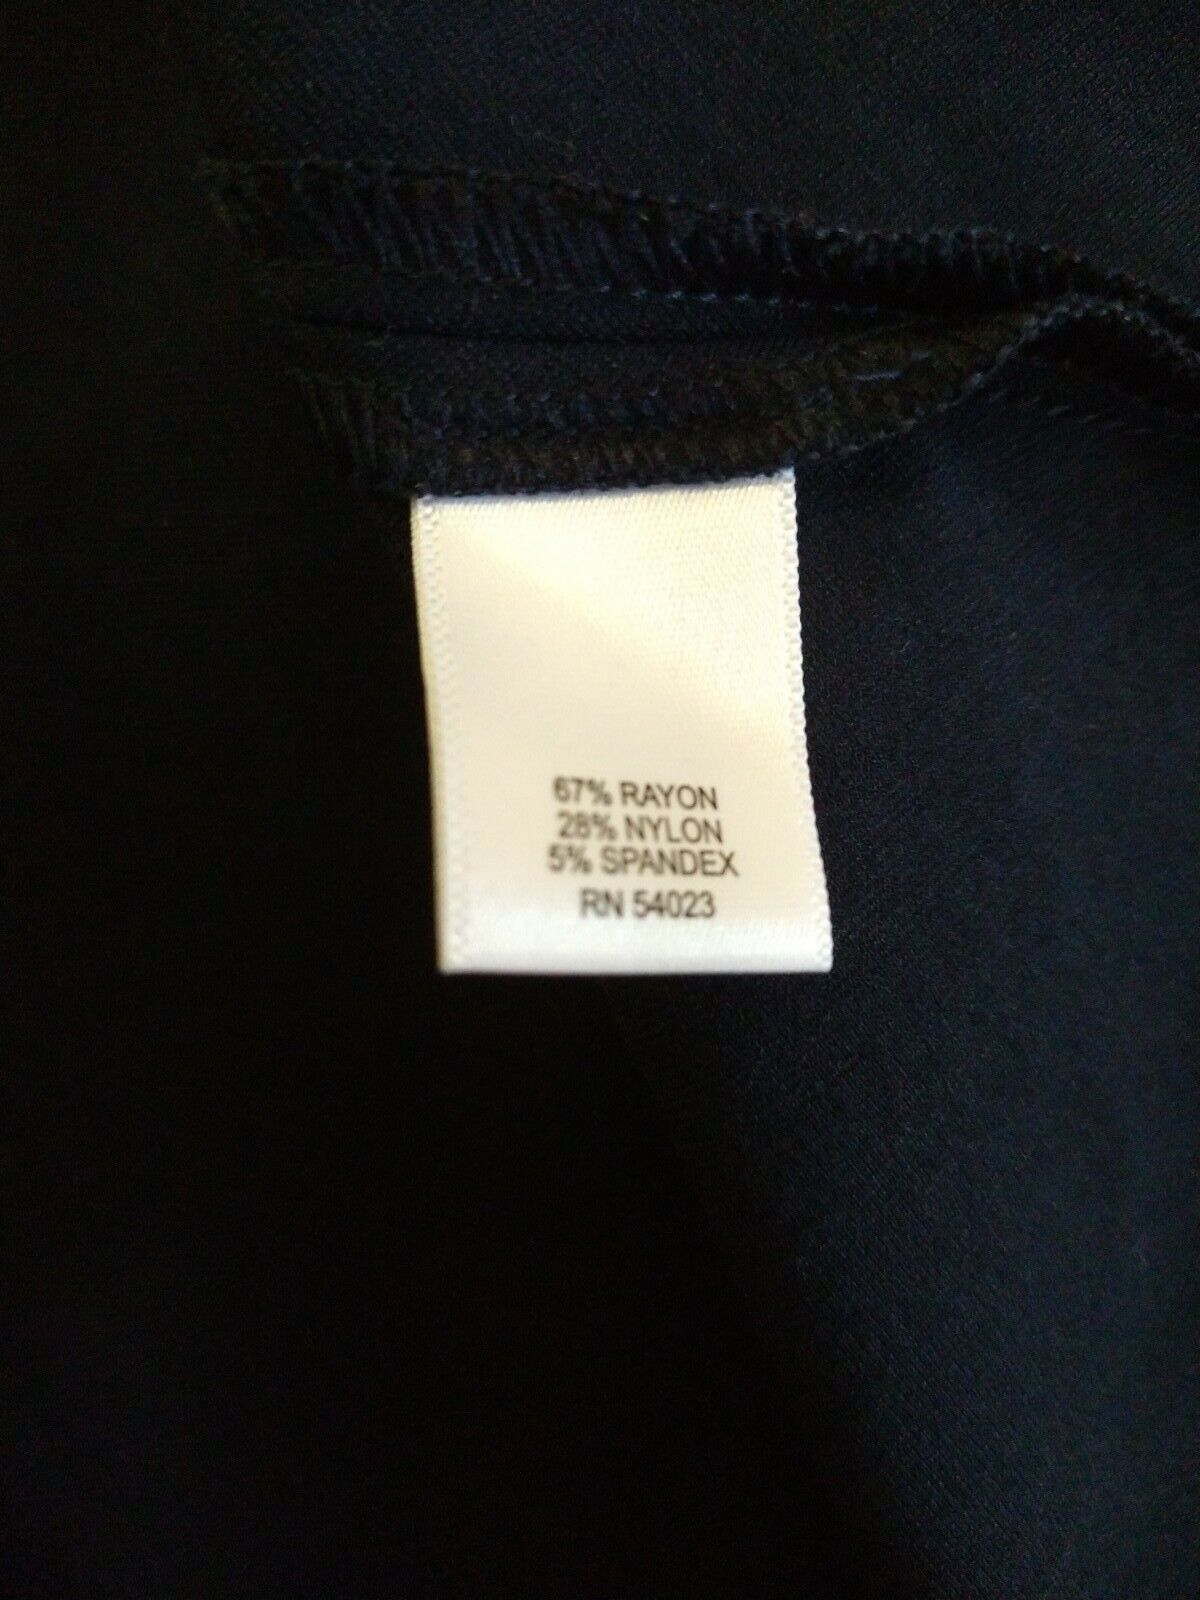 67% RAYON
28% NYLON
5% SPANDEX
RN 54023